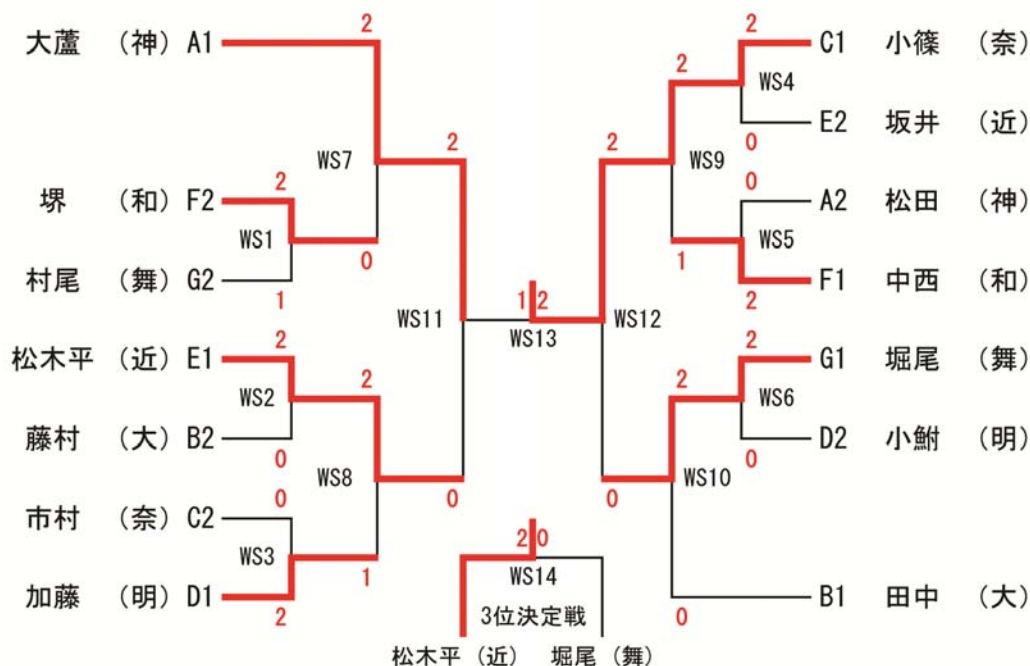 2 2
大蘆 （神） A1 C1 小篠 （奈）
2 WS4
E2 坂井 （近）
WS7 2 2 WS9 0
2 0
堺 （和） F2 A2 松田 （神）
WS1 WS5
村尾 （舞） G2 0 1 F1 中西 （和）
1 2
WS11 1 2 WS12
WS13
2 2
松木平 （近） E1 2 2 G1 堀尾 （舞）
WS2 WS6
藤村 （大） B2 D2 小鮒 （明）
0 WS8 WS10 0
0 0 0
市村 （奈） C2
WS3 2 0
1 WS14
加藤 （明） D1 3位決定戦 B1 田中 （大）
2 0
松木平（近） 堀尾（舞）